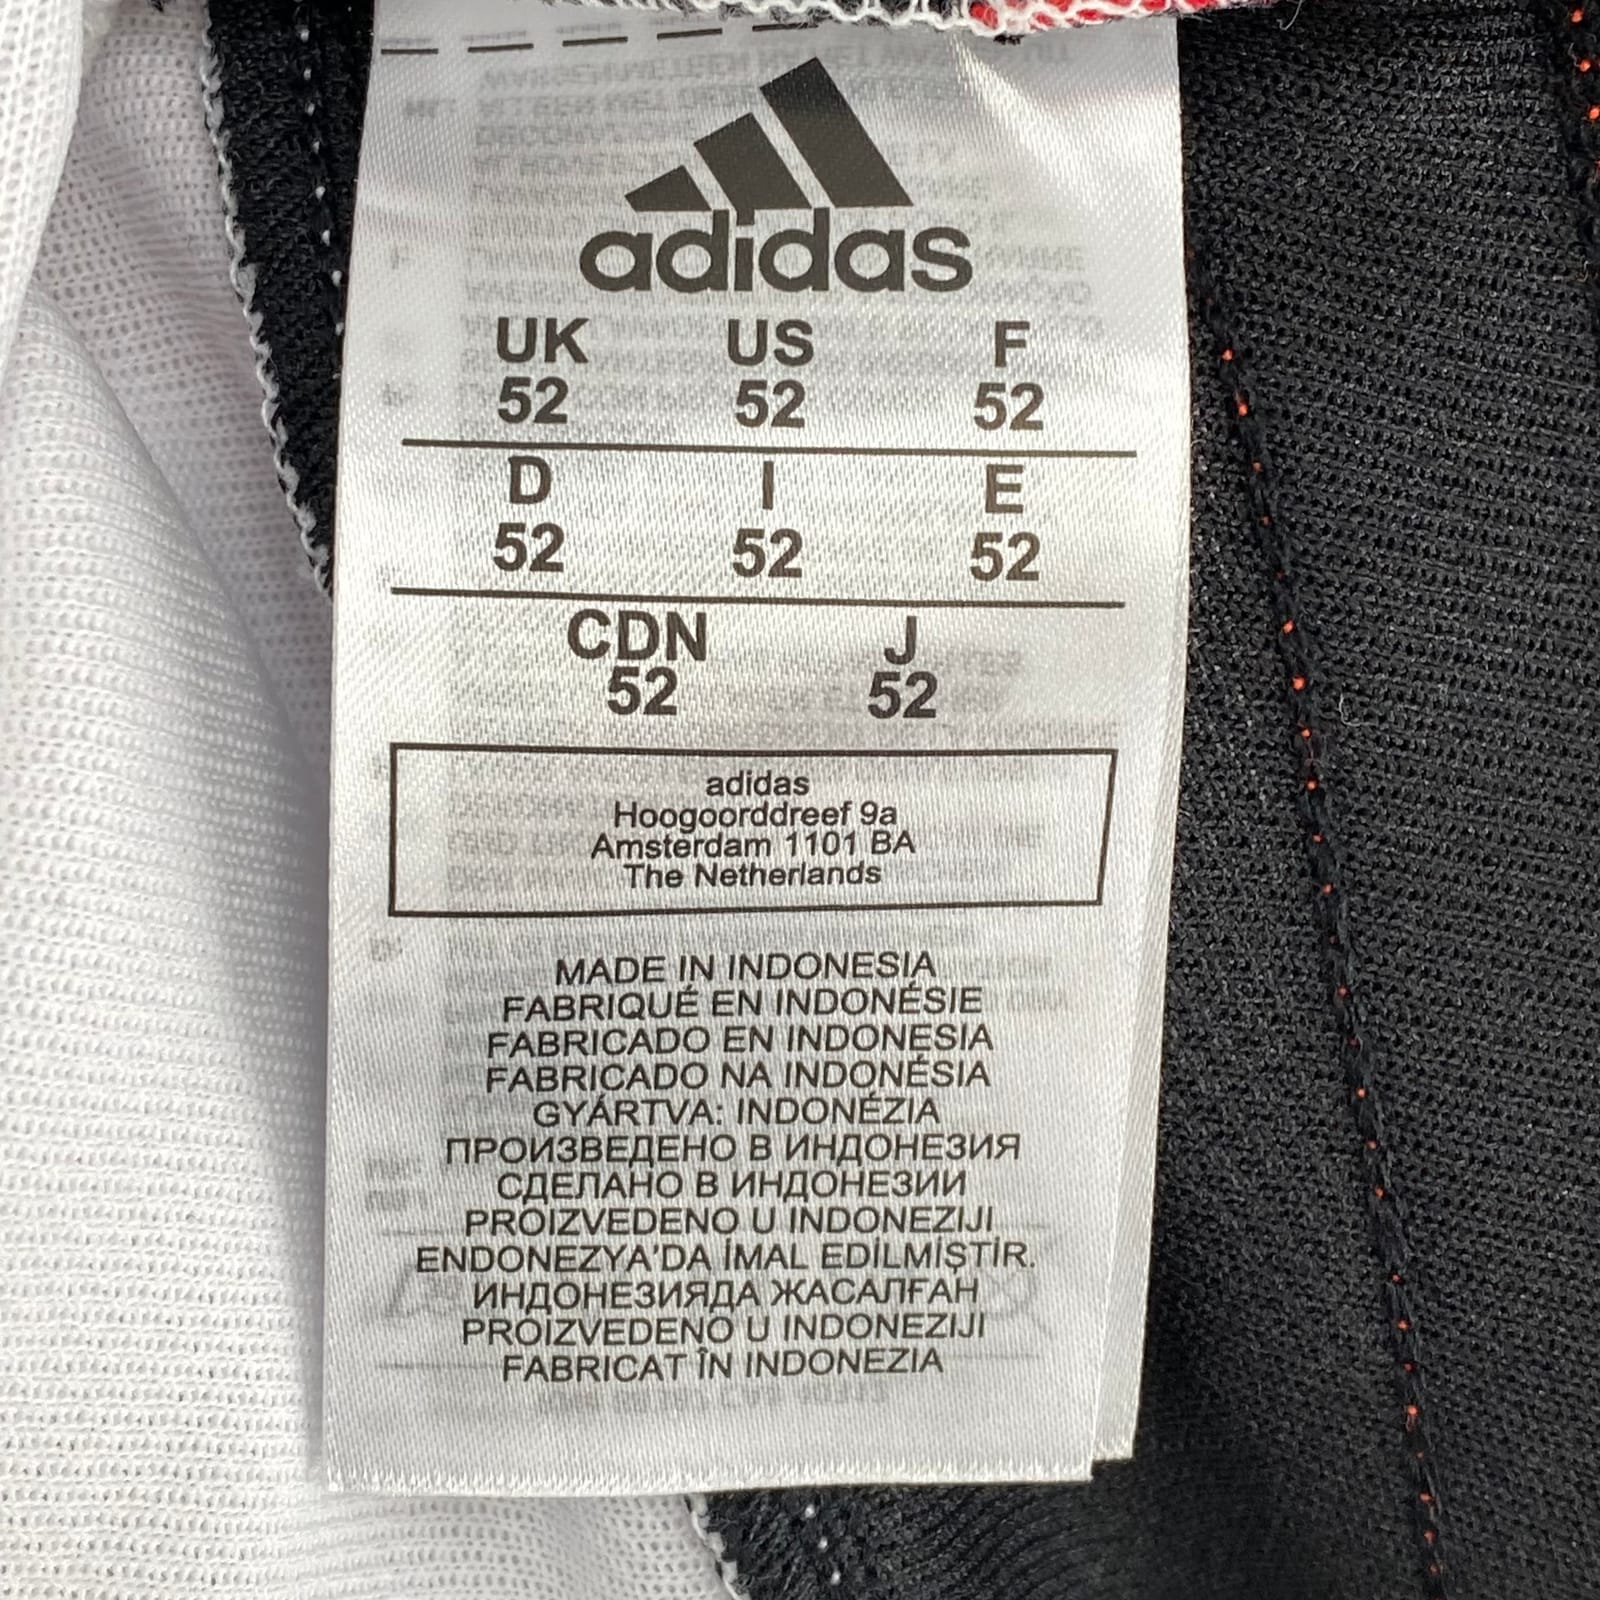 adidas
UK US F
52 52 52
D I E
52 52 52
CDN J
52 52
adidas
Hoogoorddreef 9a
Amsterdam 1101 BA
The Netherlands
MADE IN INDONESIA
FABRIQUÉ EN INDONÉSIE
FABRICADO EN INDONESIA
FABRICADO NA INDONÉSIA
GYÁRTVA: INDONÉZIA
ПРОИЗВЕДЕНО В ИНДОНЕЗИЯ
СДЕЛАНО В ИНДОНЕЗИИ
PROIZVEDENO U INDONEZIJI
ENDONEZYA'DA İMAL EDİLMİŞTİR.
ИНДОНЕЗИЯДА ЖАСАЛҒАН
PROIZVEDENO U INDONEZIJI
FABRICAT ÎN INDONEZIA